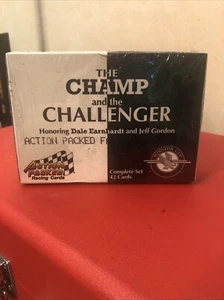 THE
CHAMP
and the
CHALLENGER
Honoring Dale Earnhardt and Jeff Gordon
ACTION PACKED
Complete Set
42 Cards
ACTION
PACKED
Racing Cards